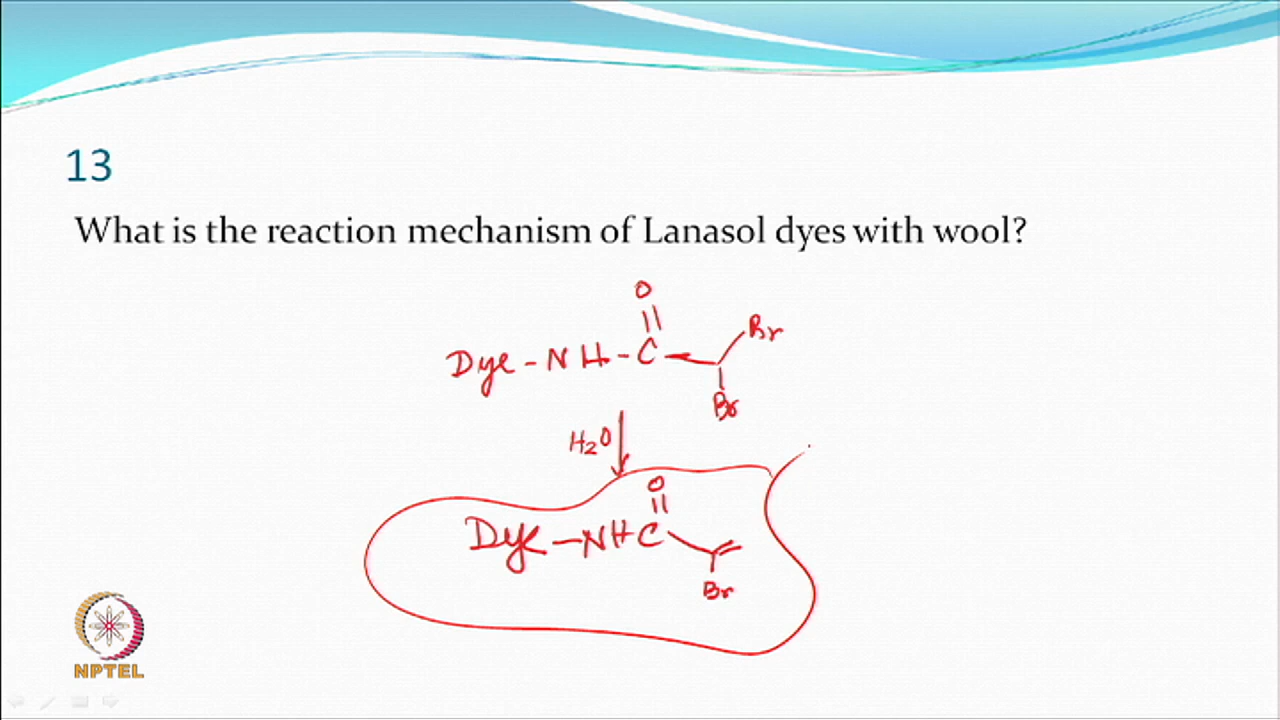 13
What is the reaction mechanism of Lanasol dyes with wool?
O
Dye - NH - C
Br
Br
H2O
O
Dye - NH C
Br
NPTEL